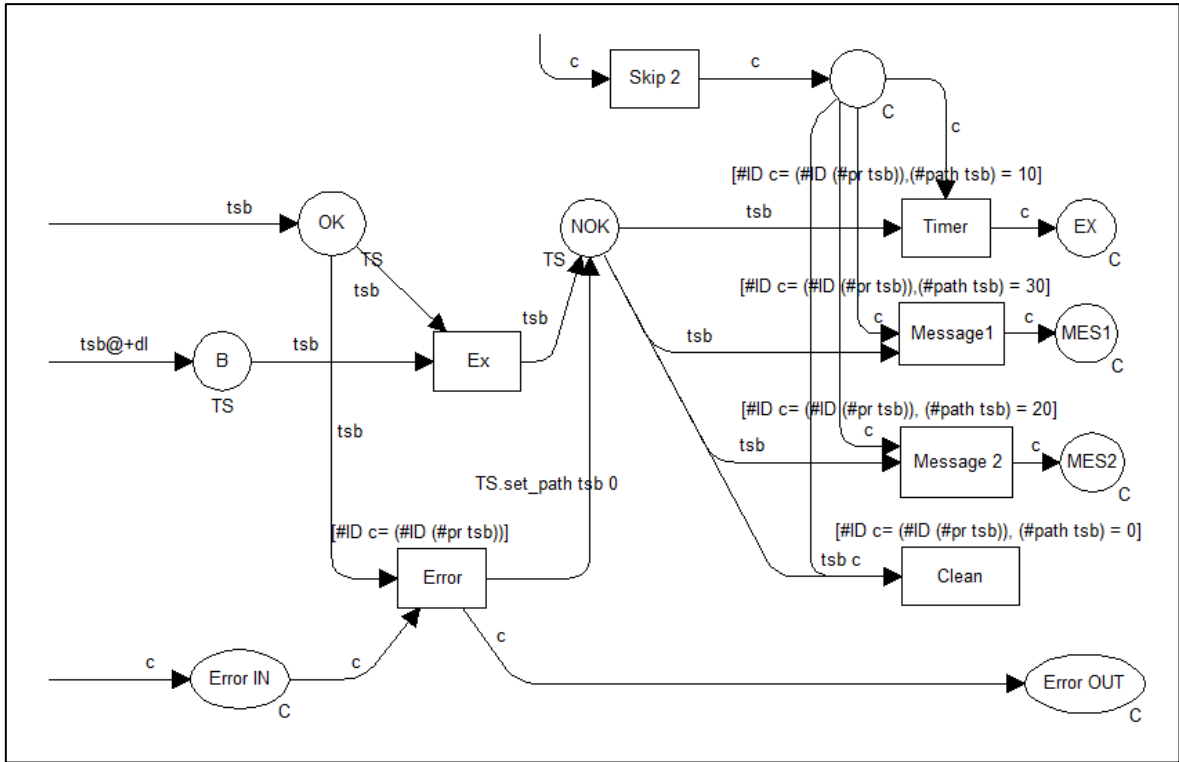 c
Skip 2
c
C
c
[#ID c= (#ID (#pr tsb)),(#path tsb) = 10]
tsb
OK
TS
NOK
TS
tsb
Timer
c
EX
C
tsb
[#ID c= (#ID (#pr tsb)),(#path tsb) = 30]
tsb@+dl
B
TS
tsb
Ex
tsb
tsb
c
Message1
c
MES1
C
[#ID c= (#ID (#pr tsb)), (#path tsb) = 20]
tsb
tsb
c
Message 2
c
MES2
C
TS.set_path tsb 0
[#ID c= (#ID (#pr tsb))]
Error
[#ID c= (#ID (#pr tsb)), (#path tsb) = 0]
tsb c
Clean
c
c
Error IN
C
c
Error OUT
C